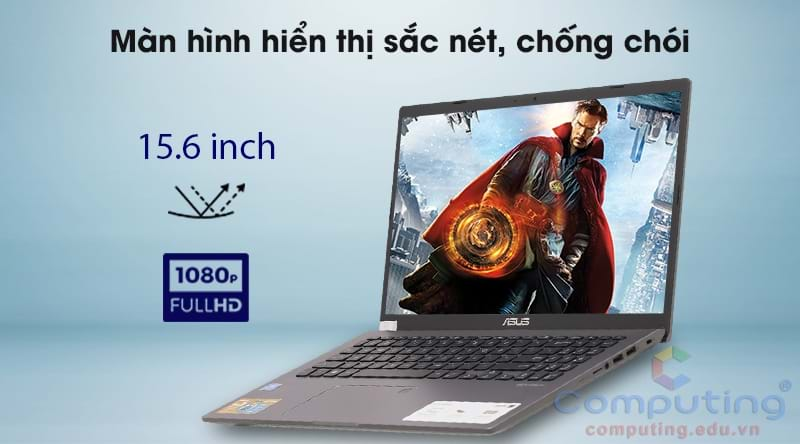 Màn hình hiển thị sắc nét, chống chói
15.6 inch
1080p
FULLHD
ASUS
Computing®
computing.edu.vn